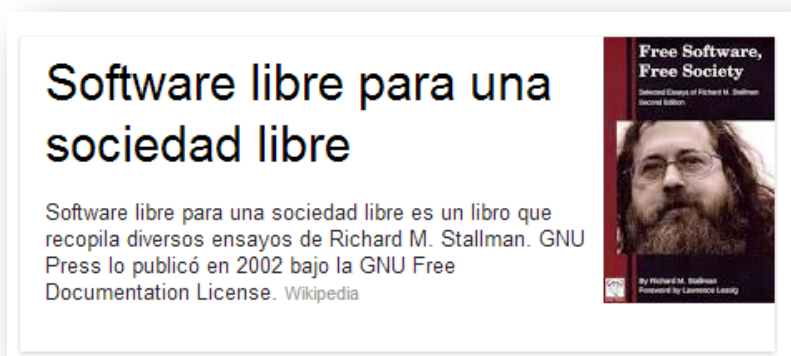 Software libre para una
sociedad libre
Software libre para una sociedad libre es un libro que
recopila diversos ensayos de Richard M. Stallman. GNU
Press lo publicó en 2002 bajo la GNU Free
Documentation License. Wikipedia
Free Software,
Free Society
Selected Essays of Richard M. Stallman
Second Edition
By Richard M. Stallman
Foreword by Lawrence Lessig